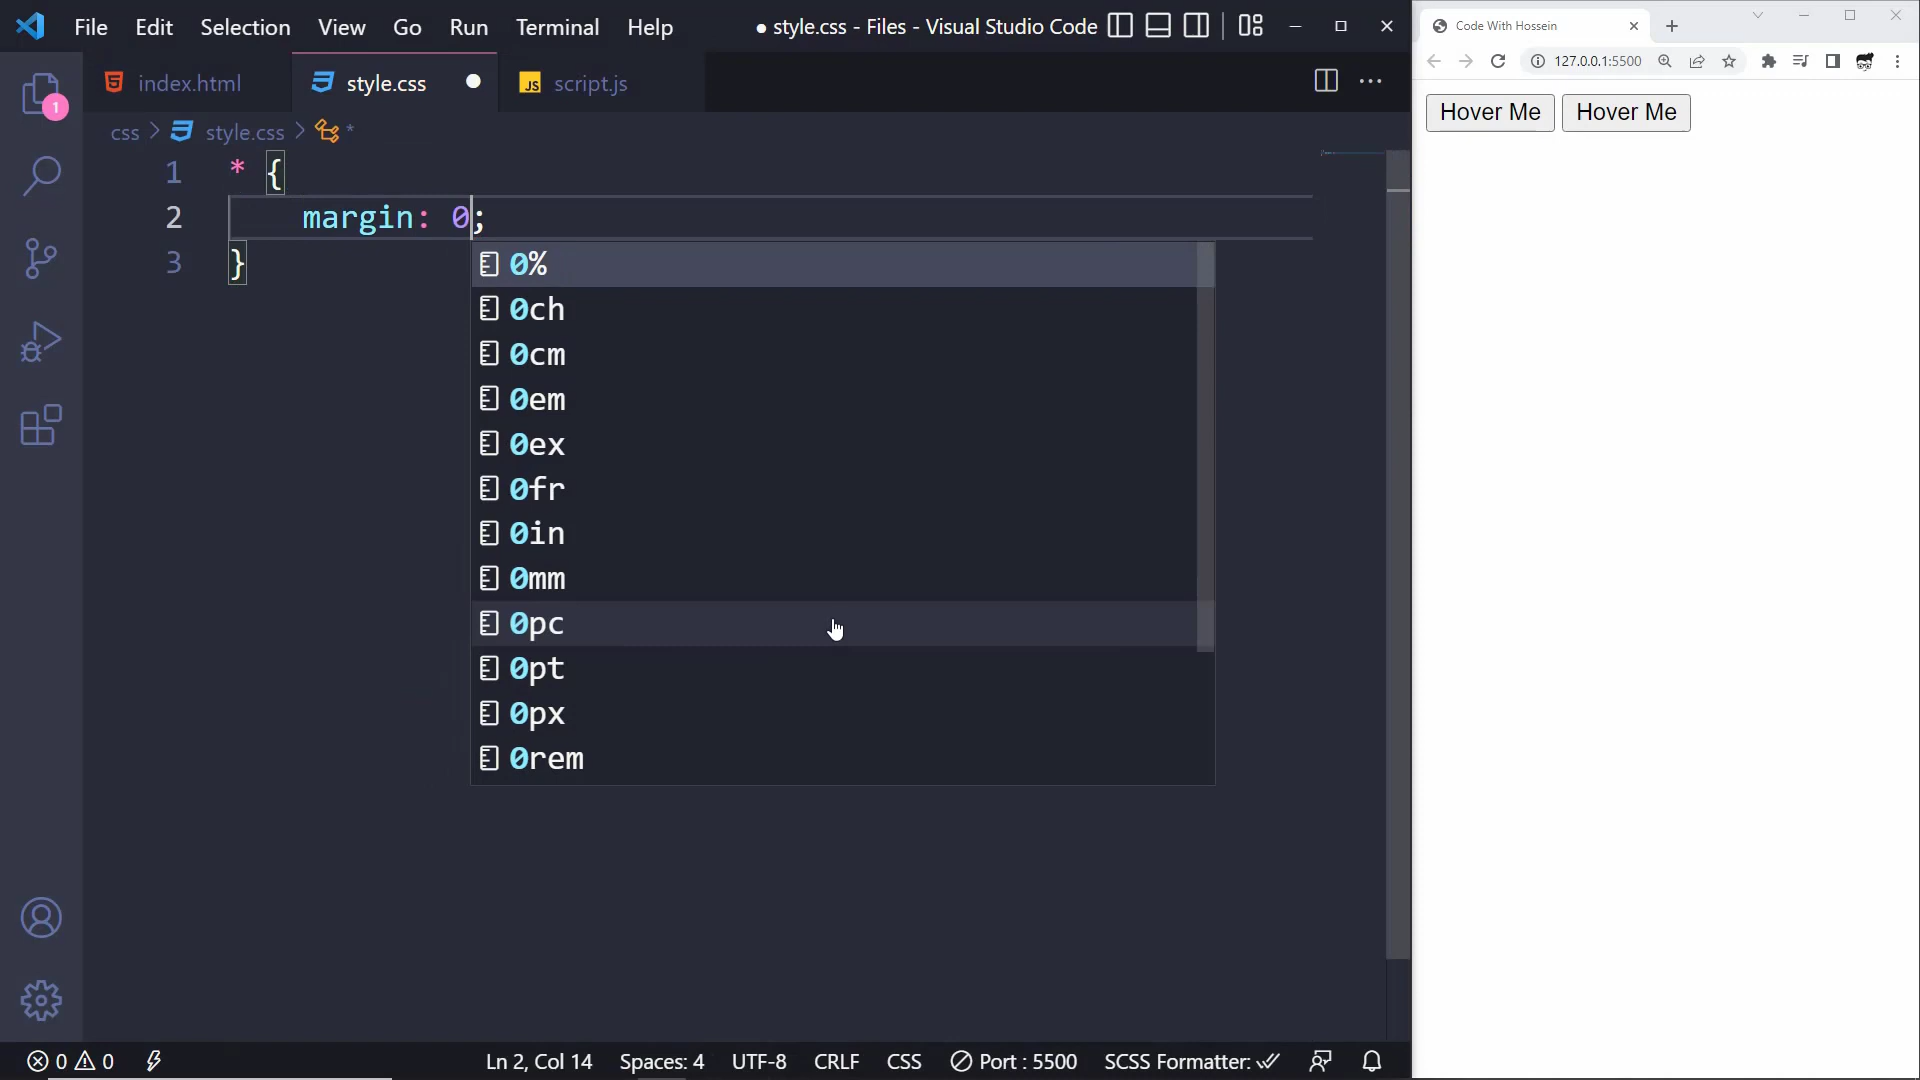 File Edit Selection View Go Run Terminal Help ● style.css - Files - Visual Studio Code
index.html style.css JS script.js
css > style.css > *
1 * {
2 margin: 0;
3 }
0%
0ch
0cm
0em
0ex
0fr
0in
0mm
0pc
0pt
0px
0rem
1
0 0 Ln 2, Col 14 Spaces: 4 UTF-8 CRLF CSS Port : 5500 SCSS Formatter:
Code With Hossein
127.0.0.1:5500
Hover Me Hover Me